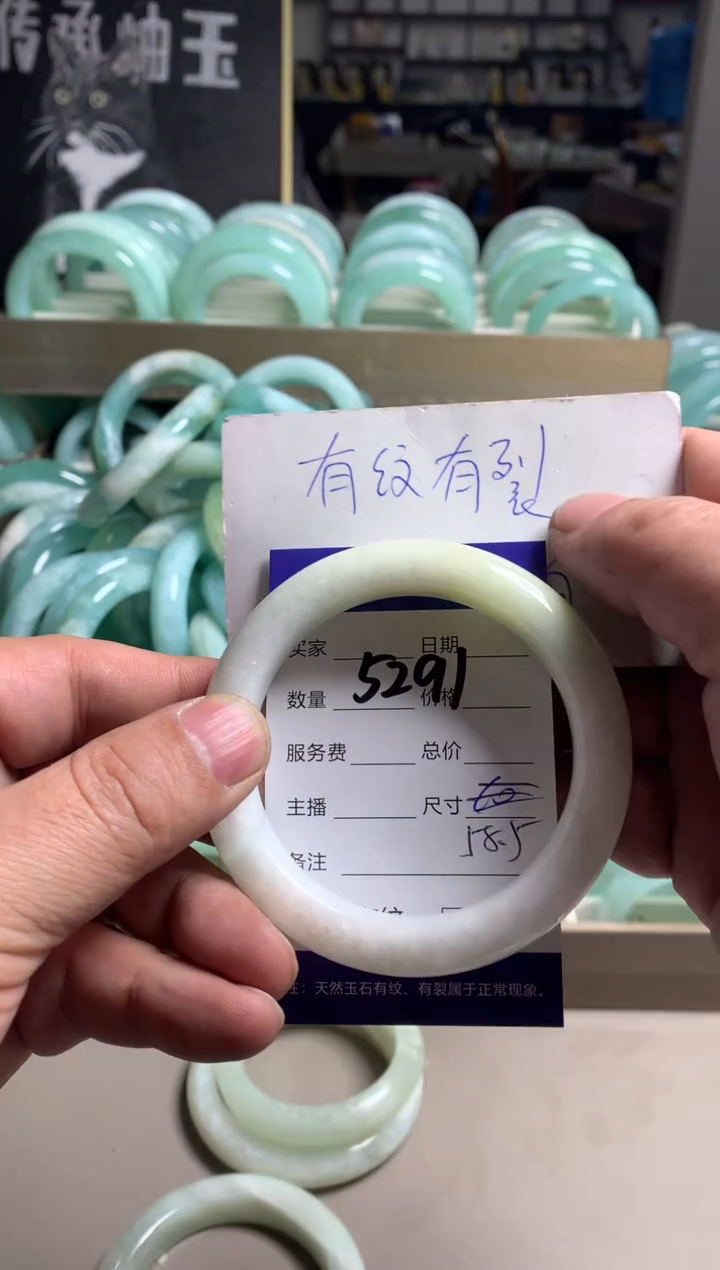 传承岫玉
有纹有裂
买家 日期
5291
数量 价格
服务费 总价
主播 尺寸
58.5
备注
注：天然玉石有纹、有裂属于正常现象。